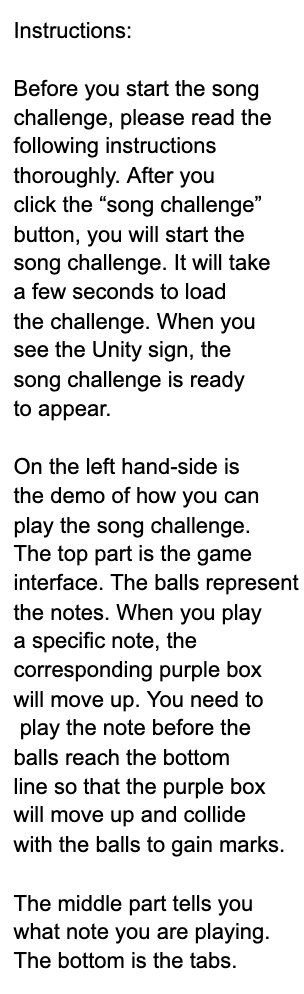 Instructions:
Before you start the song
challenge, please read the
following instructions
thoroughly. After you
click the “song challenge”
button, you will start the
song challenge. It will take
a few seconds to load
the challenge. When you
see the Unity sign, the
song challenge is ready
to appear.
On the left hand-side is
the demo of how you can
play the song challenge.
The top part is the game
interface. The balls represent
the notes. When you play
a specific note, the
corresponding purple box
will move up. You need to
play the note before the
balls reach the bottom
line so that the purple box
will move up and collide
with the balls to gain marks.
The middle part tells you
what note you are playing.
The bottom is the tabs.